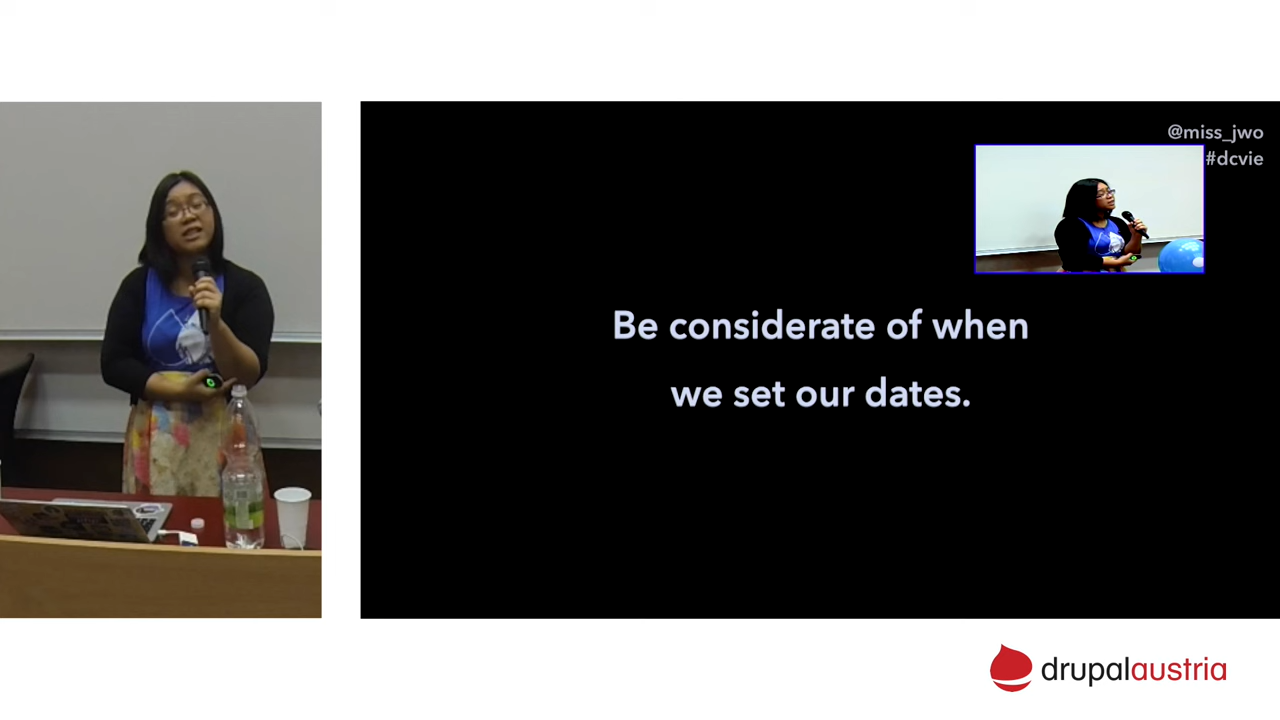 @miss_jwo
#dcvie
Be considerate of when
we set our dates.
drupalaustria